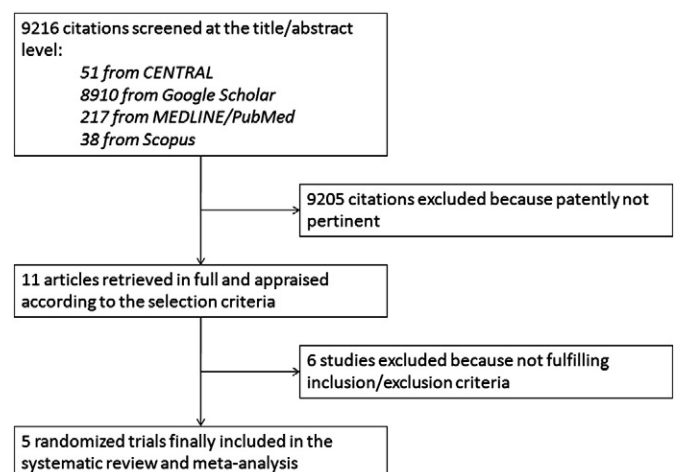 9216 citations screened at the title/abstract
level:
51 from CENTRAL
8910 from Google Scholar
217 from MEDLINE/PubMed
38 from Scopus
9205 citations excluded because patently not
pertinent
11 articles retrieved in full and appraised
according to the selection criteria
6 studies excluded because not fulfilling
inclusion/exclusion criteria
5 randomized trials finally included in the
systematic review and meta-analysis